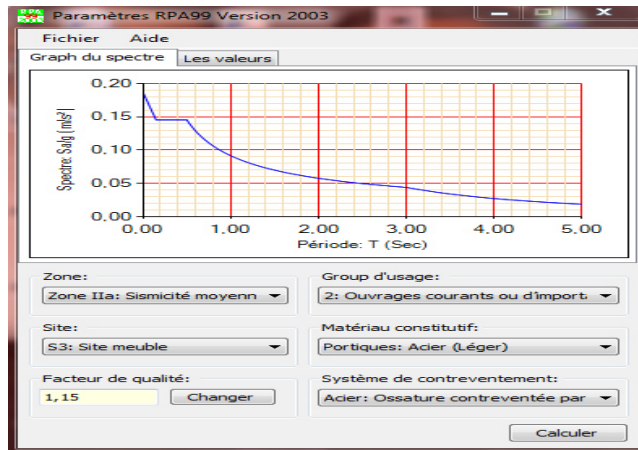 Paramètres RPA99 Version 2003
Fichier Aide
Graph du spectre Les valeurs
Spectre: Sa/g (m/s²)
0.20
0.15
0.10
0.05
0.00
0.00 1.00 2.00 3.00 4.00 5.00
Période: T (Sec)
Zone:
Zone IIa: Sismicité moyenn
Group d'usage:
2: Ouvrages courants ou d'import.
Site:
S3: Site meuble
Matériau constitutif:
Portiques: Acier (Léger)
Facteur de qualité:
1,15 Changer
Système de contreventement:
Acier: Ossature contreventée par
Calculer